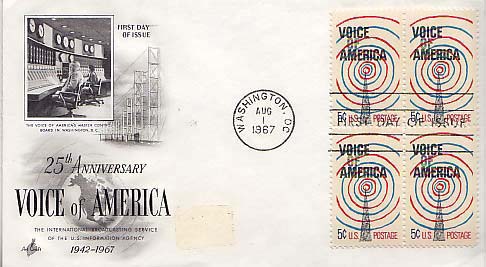 FIRST DAY
OF ISSUE
THE VOICE OF AMERICA'S MASTER CONTROL
BOARD IN WASHINGTON, D.C.
25th ANNIVERSARY
VOICE of AMERICA
THE INTERNATIONAL BROADCASTING SERVICE
OF THE U.S. INFORMATION AGENCY
1942-1967
WASHINGTON, DC
AUG
1
1967
FIRST DAY OF ISSUE
VOICE
OF
AMERICA
5c U.S. POSTAGE
VOICE
OF
AMERICA
5c U.S. POSTAGE
VOICE
OF
AMERICA
5c U.S. POSTAGE
VOICE
OF
AMERICA
5c U.S. POSTAGE